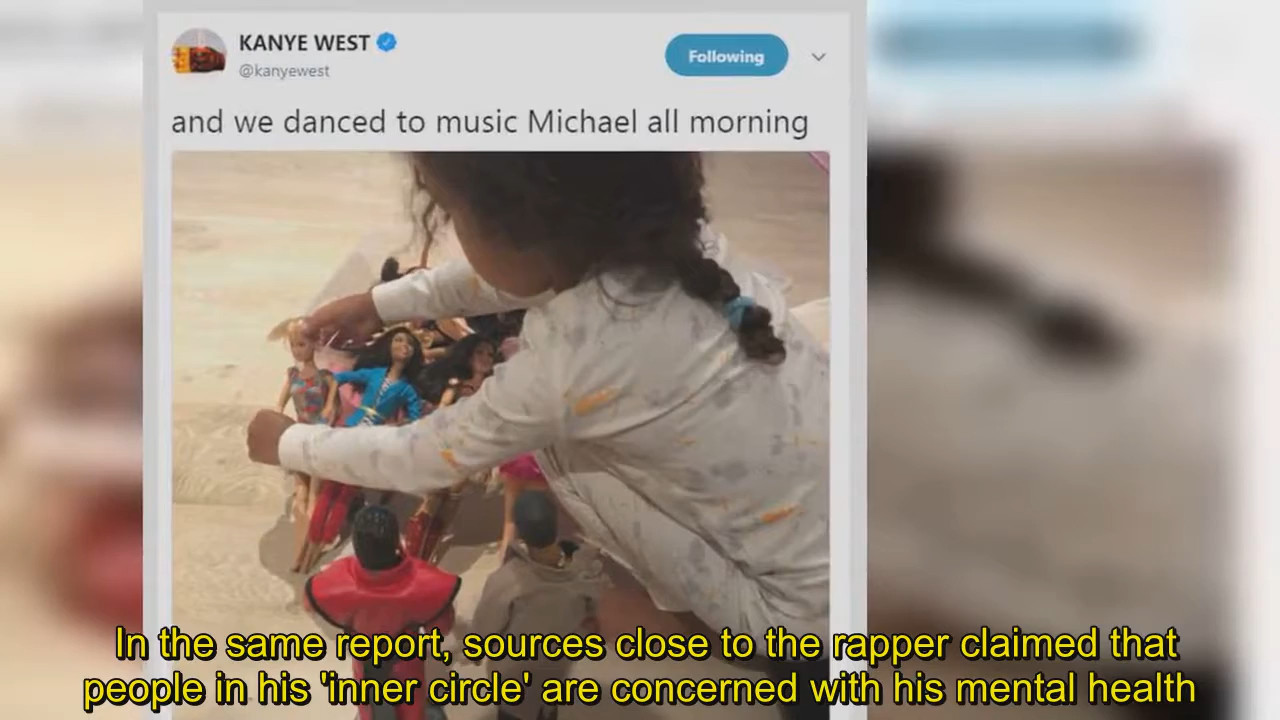 KANYE WEST
@kanyewest
Following
and we danced to music Michael all morning
In the same report, sources close to the rapper claimed that
people in his 'inner circle' are concerned with his mental health